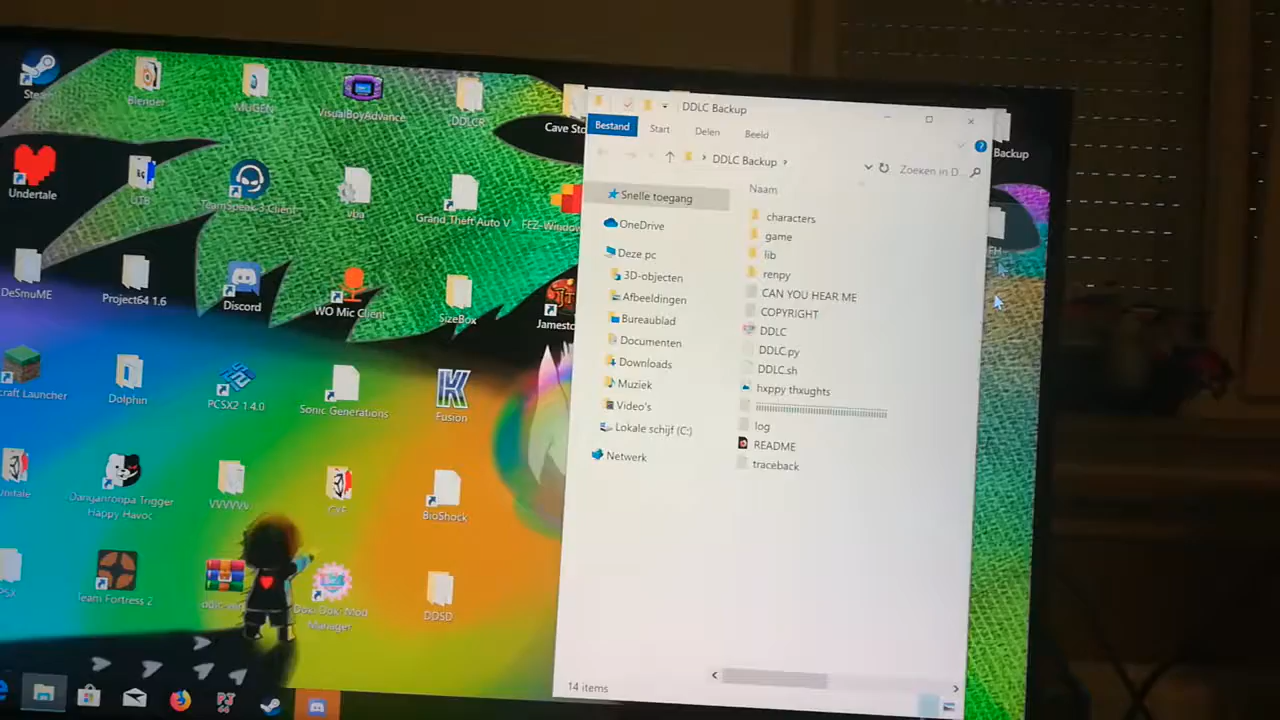 Steam
Blender
MUGEN
VisualBoyAdvance
DDLCR
Cave Sto
Undertale
UTB
TeamSpeak 3 Client
vba
Grand Theft Auto V
FEZ-Window
DeSmuME
Project64 1.6
Discord
WO Mic Client
SizeBox
Jamesto
craft Launcher
Dolphin
PCSX2 1.4.0
Sonic Generations
Fusion
Unitale
Danganronpa Trigger
Happy Havoc
VVVVVV
BioShock
PSX
Team Fortress 2
Doki Doki Mod
Manager
DDSD
DDLC Backup
Bestand
Start
Delen
Beeld
DDLC Backup
Zoeken in D...
Snelle toegang
OneDrive
Deze pc
3D-objecten
Afbeeldingen
Bureaublad
Documenten
Downloads
Muziek
Video's
Lokale schijf (C:)
Netwerk
Naam
characters
game
lib
renpy
CAN YOU HEAR ME
COPYRIGHT
DDLC
DDLC.py
DDLC.sh
hxppy thxughts
log
README
traceback
14 items
Backup